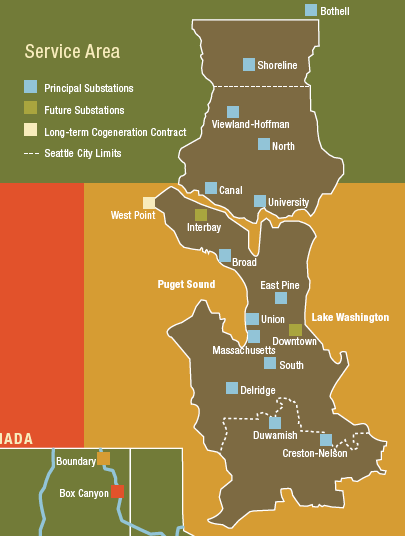 Bothell
Service Area
Shoreline
Principal Substations
Future Substations
Viewland-Hoffman
Long-term Cogeneration Contract
North
Seattle City Limits
Canal
University
West Point
Interbay
Broad
Puget Sound
East Pine
Union
Lake Washington
Downtown
Massachusetts
South
Delridge
Duwamish
NADA
Creston-Nelson
Boundary
Box Canyon